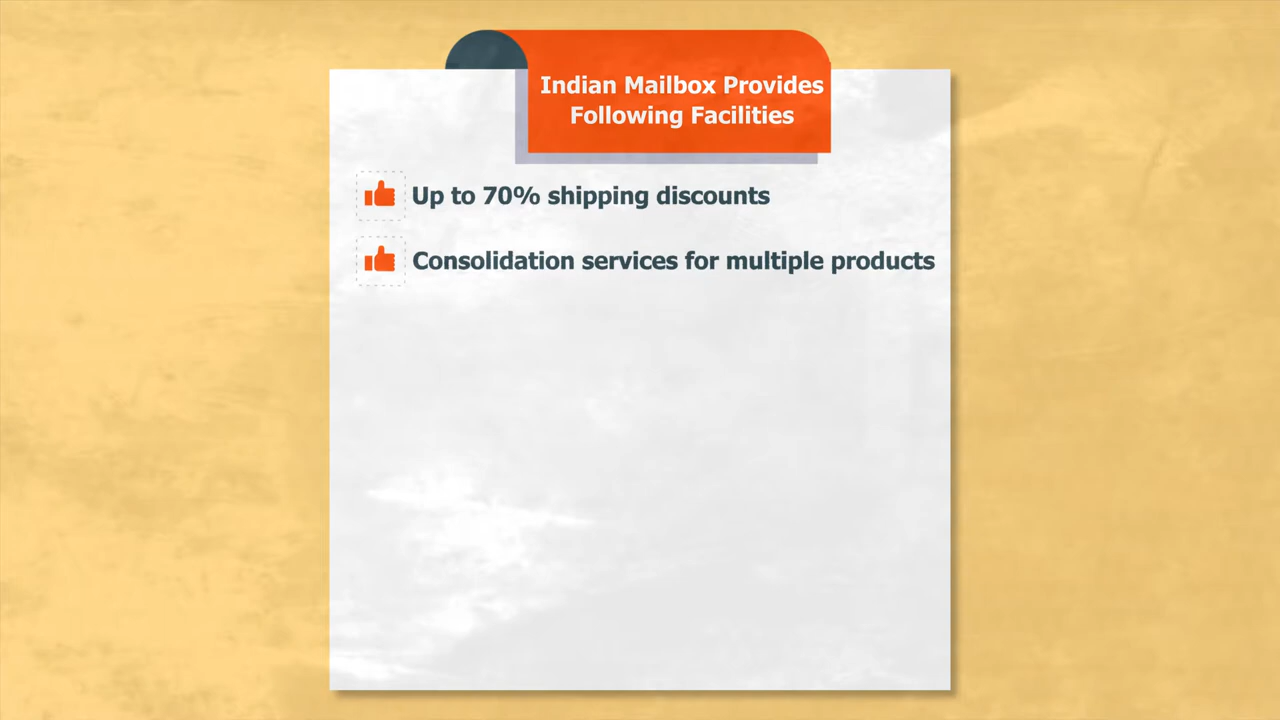 Indian Mailbox Provides
Following Facilities
Up to 70% shipping discounts
Consolidation services for multiple products